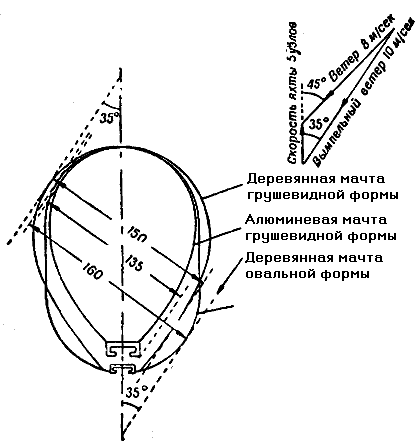 Скорость яхты 5 узлов
45°
Ветер 8 м/сек
35°
Вымпельный ветер 10 м/сек
35°
Деревянная мачта
грушевидной формы
Алюминевая мачта
грушевидной формы
Деревянная мачта
овальной формы
150
135
160
35°